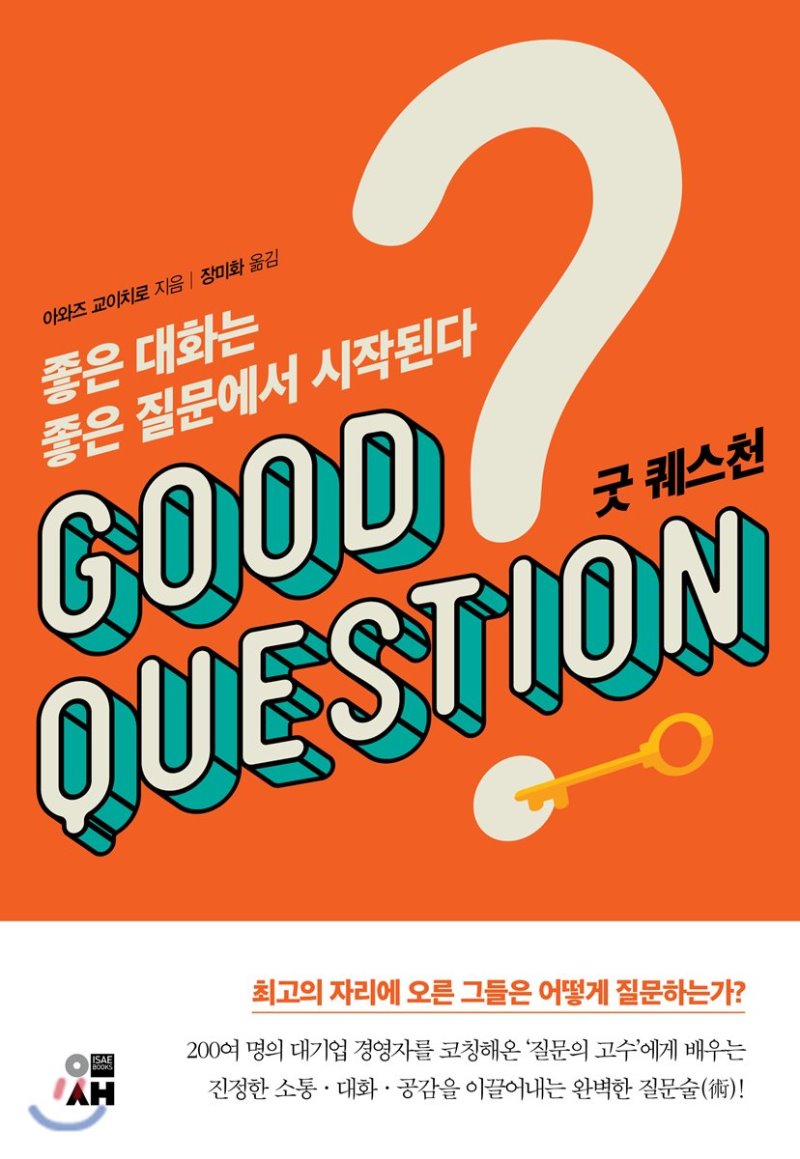 아와즈 교이치로 지음 | 장미화 옮김
좋은 대화는
좋은 질문에서 시작된다
굿 퀘스천
GOOD
QUESTION
최고의 자리에 오른 그들은 어떻게 질문하는가?
200여 명의 대기업 경영자를 코칭해온 ‘질문의 고수’에게 배우는
진정한 소통 · 대화 · 공감을 이끌어내는 완벽한 질문술(術)!
ISAE
BOOKS
이새